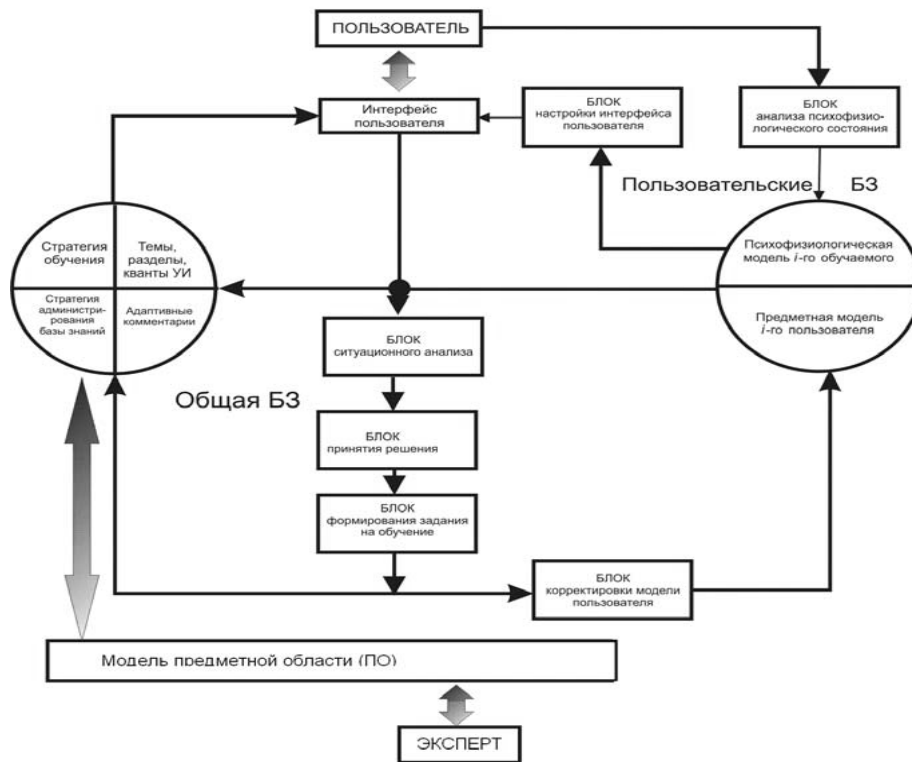 ПОЛЬЗОВАТЕЛЬ
Интерфейс
пользователя
БЛОК
настройки интерфейса
пользователя
БЛОК
анализа психофизио-
логического состояния
Пользовательские БЗ
Стратегия
обучения
Темы,
разделы,
кванты УИ
Стратегия
администри-
рования
базы знаний
Адаптивные
комментарии
Психофизиологическая
модель i-го обучаемого
Предметная модель
i-го пользователя
БЛОК
ситуационного анализа
Общая БЗ
БЛОК
принятия решения
БЛОК
формирования задания
на обучение
БЛОК
корректировки модели
пользователя
Модель предметной области (ПО)
ЭКСПЕРТ